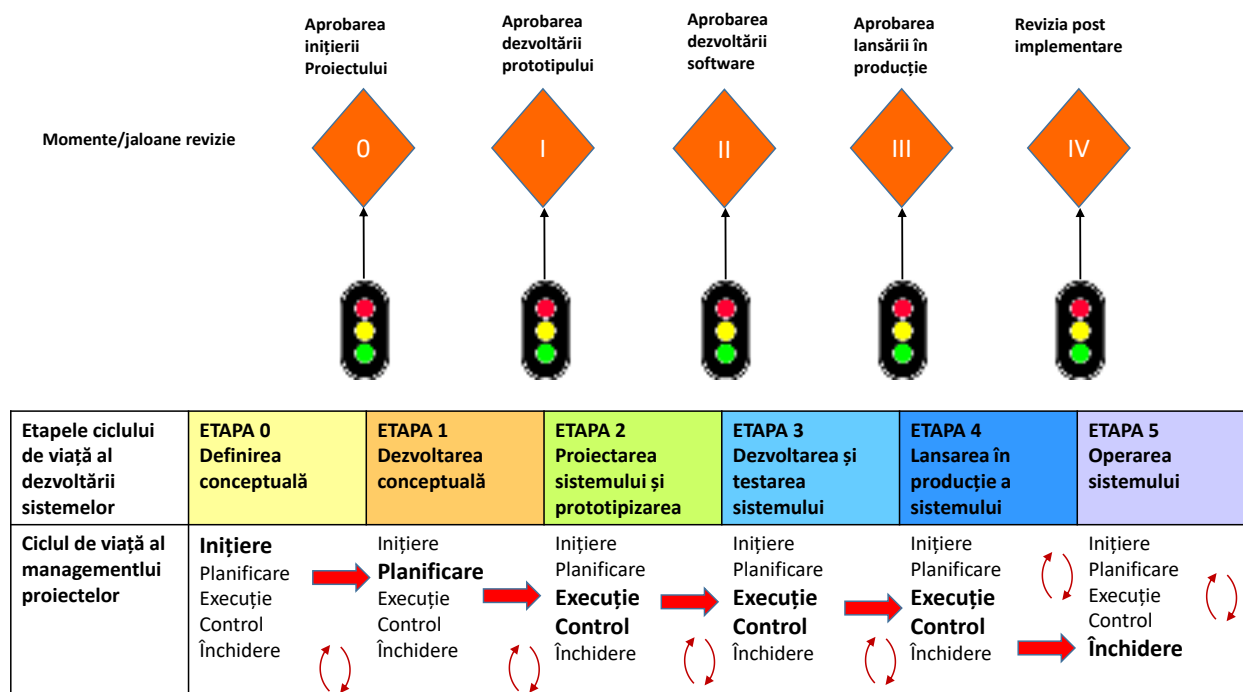 Aprobarea
inițierii
Proiectului
Aprobarea
dezvoltării
prototipului
Aprobarea
dezvoltării
software
Aprobarea
lansării în
producție
Revizia post
implementare
Momente/jaloane revizie
0
I
II
III
IV
Etapele ciclului
de viață al
dezvoltării
sistemelor
ETAPA 0
Definirea
conceptuală
ETAPA 1
Dezvoltarea
conceptuală
ETAPA 2
Proiectarea
sistemului și
prototipizarea
ETAPA 3
Dezvoltarea și
testarea
sistemului
ETAPA 4
Lansarea în
producție a
sistemului
ETAPA 5
Operarea
sistemului
Ciclul de viață al
managementlui
proiectelor
Inițiere
Planificare
Execuție
Control
Închidere
Inițiere
Planificare
Execuție
Control
Închidere
Inițiere
Planificare
Execuție
Control
Închidere
Inițiere
Planificare
Execuție
Control
Închidere
Inițiere
Planificare
Execuție
Control
Închidere
Inițiere
Planificare
Execuție
Control
Închidere